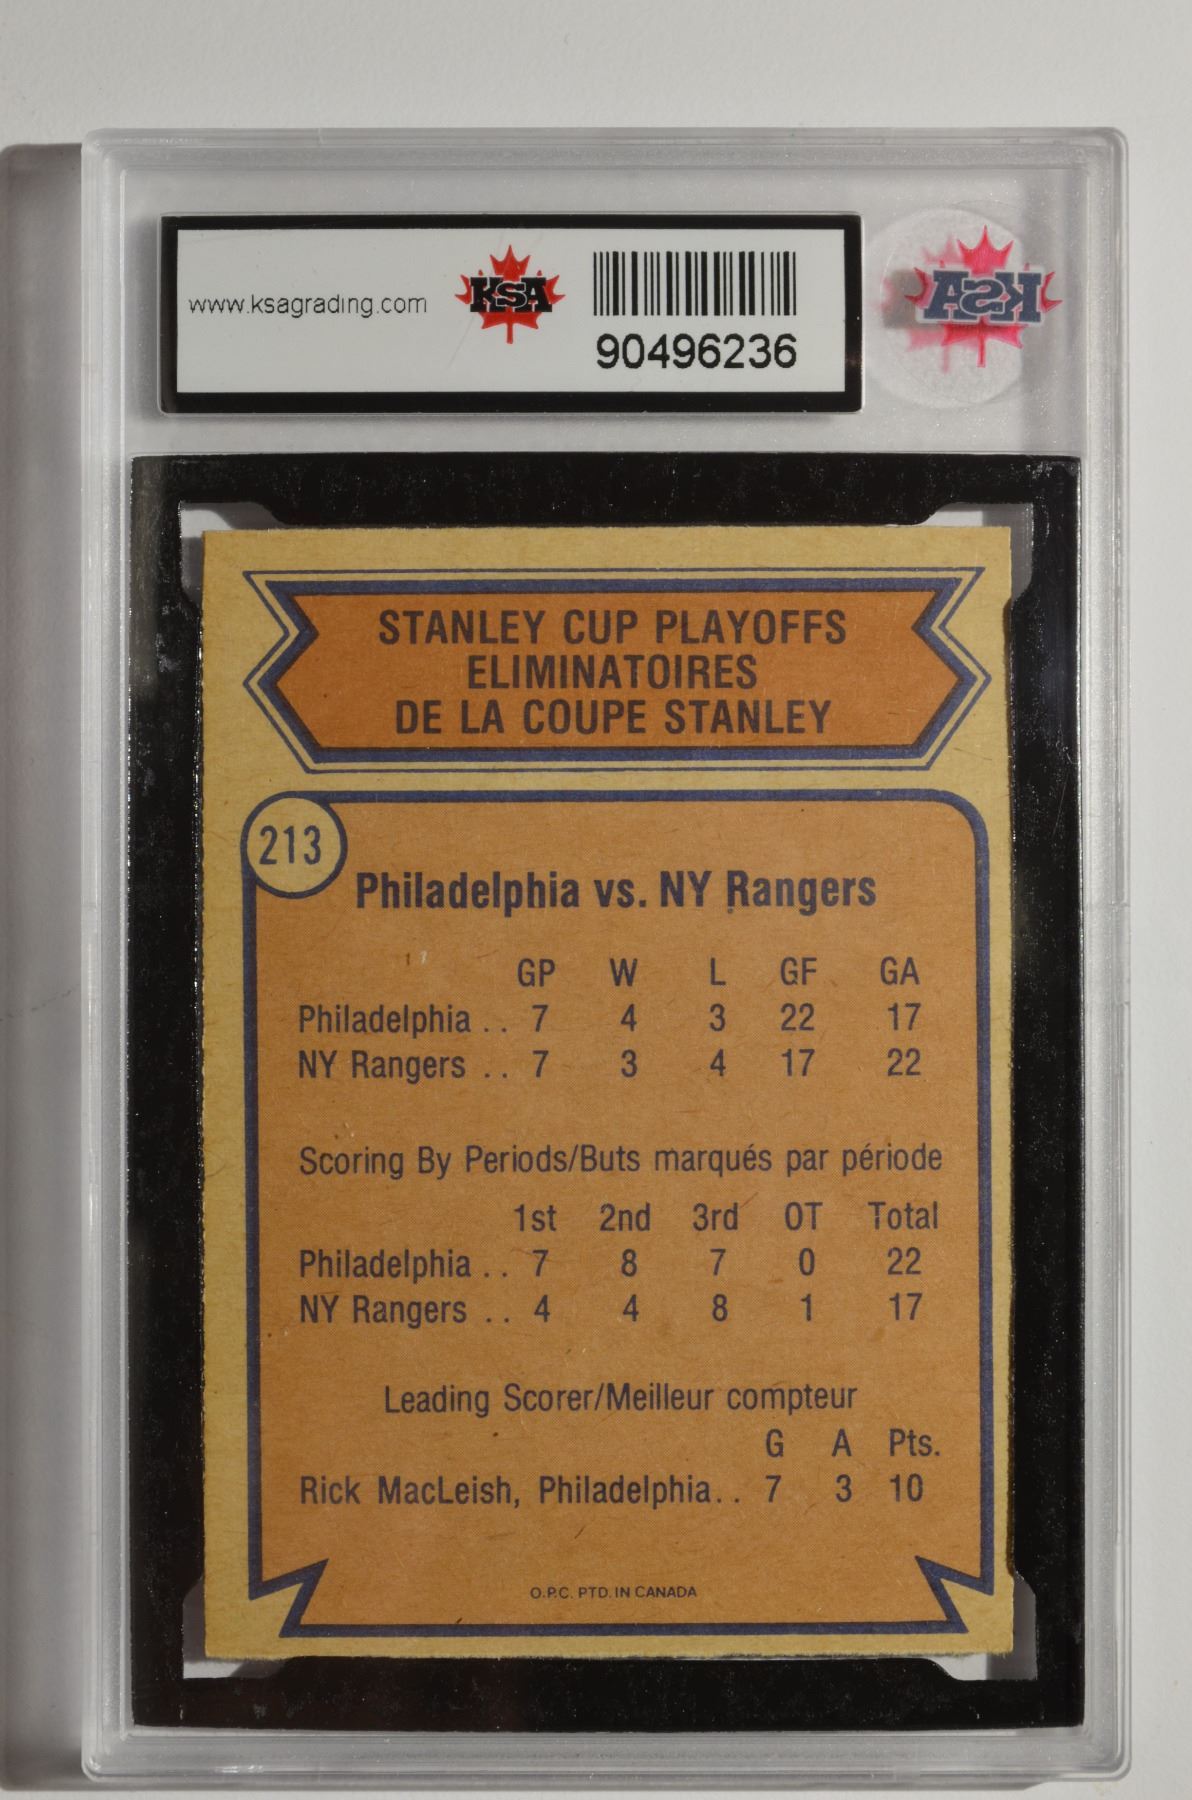 www.ksagrading.com
KSA
90496236
KSA
STANLEY CUP PLAYOFFS
ELIMINATOIRES
DE LA COUPE STANLEY
213
Philadelphia vs. NY Rangers
GP W L GF GA
Philadelphia . . 7 4 3 22 17
NY Rangers . . 7 3 4 17 22
Scoring By Periods/Buts marqués par période
1st 2nd 3rd OT Total
Philadelphia . . 7 8 7 0 22
NY Rangers . . 4 4 8 1 17
Leading Scorer/Meilleur compteur
G A Pts.
Rick MacLeish, Philadelphia. . 7 3 10
O.P.C. PTD. IN CANADA